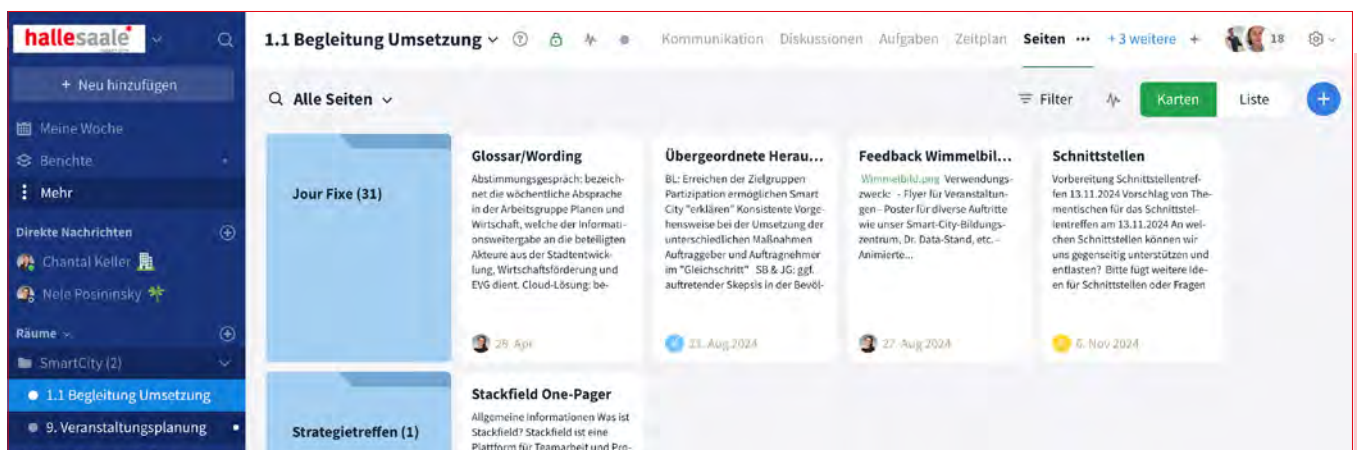 hallesaale
1.1 Begleitung Umsetzung
Kommunikation Diskussionen Aufgaben Zeitplan Seiten ••• + 3 weitere +
18
+ Neu hinzufügen
Meine Woche
Berichte
Mehr
Direkte Nachrichten
Chantal Keller
Nele Posininsky
Räume
SmartCity (2)
1.1 Begleitung Umsetzung
9. Veranstaltungsplanung
Alle Seiten
Filter
Karten
Liste
+
Jour Fixe (31)
Glossar/Wording
Abstimmungsgespräch: bezeich-
net die wöchentliche Absprache
in der Arbeitsgruppe Planen und
Wirtschaft, welche der Informati-
onsweitergabe an die beteiligten
Akteure aus der Stadtentwick-
lung, Wirtschaftsförderung und
EVG dient. Cloud-Lösung: be-
29. Apr
Übergeordnete Herau...
BL: Erreichen der Zielgruppen
Partizipation ermöglichen Smart
City "erklären" Konsistente Vorge-
hensweise bei der Umsetzung der
unterschiedlichen Maßnahmen
Auftraggeber und Auftragnehmer
im "Gleichschritt" SB & JG: ggf.
auftretender Skepsis in der Bevöl-
Aug 2024
Feedback Wimmelbil...
Wimmelbild.png Verwendungs-
zweck: - Flyer für Veranstaltun-
gen - Poster für diverse Auftritte
wie unser Smart-City-Bildungs-
zentrum, Dr. Data-Stand, etc. -
Animierte...
27. Aug 2024
Schnittstellen
Vorbereitung Schnittstellentref-
fen 13.11.2024 Vorschlag von The-
mentischen für das Schnittstel-
lentreffen am 13.11.2024 An wel-
chen Schnittstellen können wir
uns gegenseitig unterstützen und
entlasten? Bitte fügt weitere Ide-
en für Schnittstellen oder Fragen
6. Nov 2024
Strategietreffen (1)
Stackfield One-Pager
Allgemeine Informationen Was ist
Stackfield? Stackfield ist eine
Plattform für Teamarbeit und Pro-